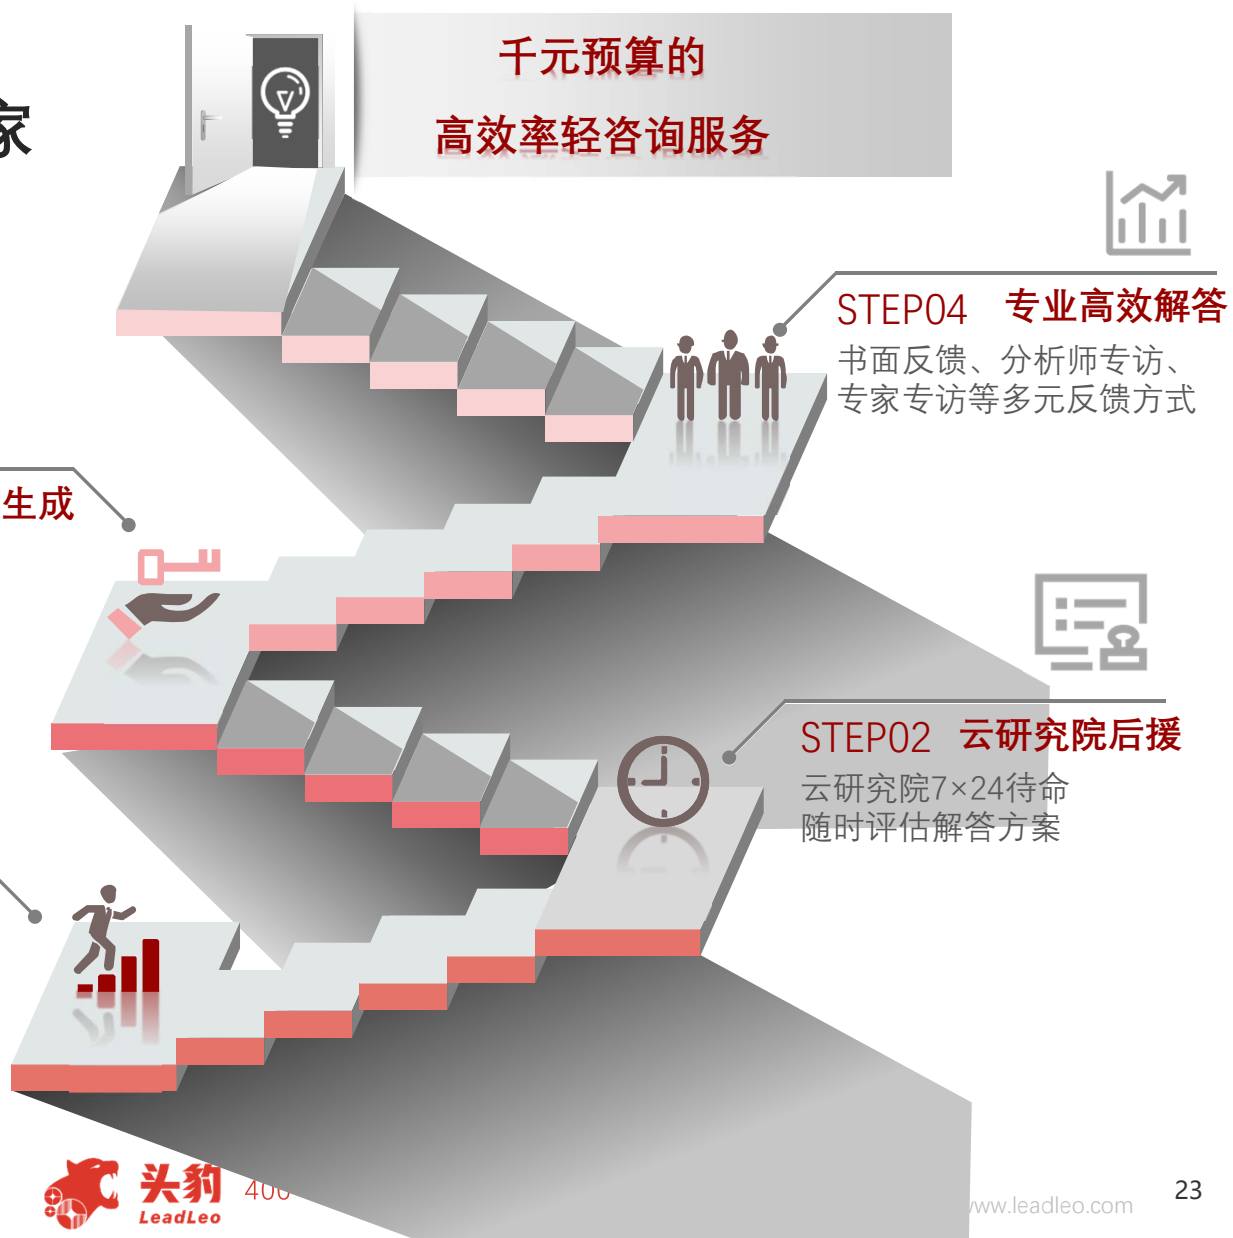 千元预算的
高效率轻咨询服务
家
STEP04 专业高效解答
书面反馈、分析师专访、
专家专访等多元反馈方式
生成
STEP02 云研究院后援
云研究院7×24待命
随时评估解答方案
头豹
LeadLeo
400
www.leadleo.com
23